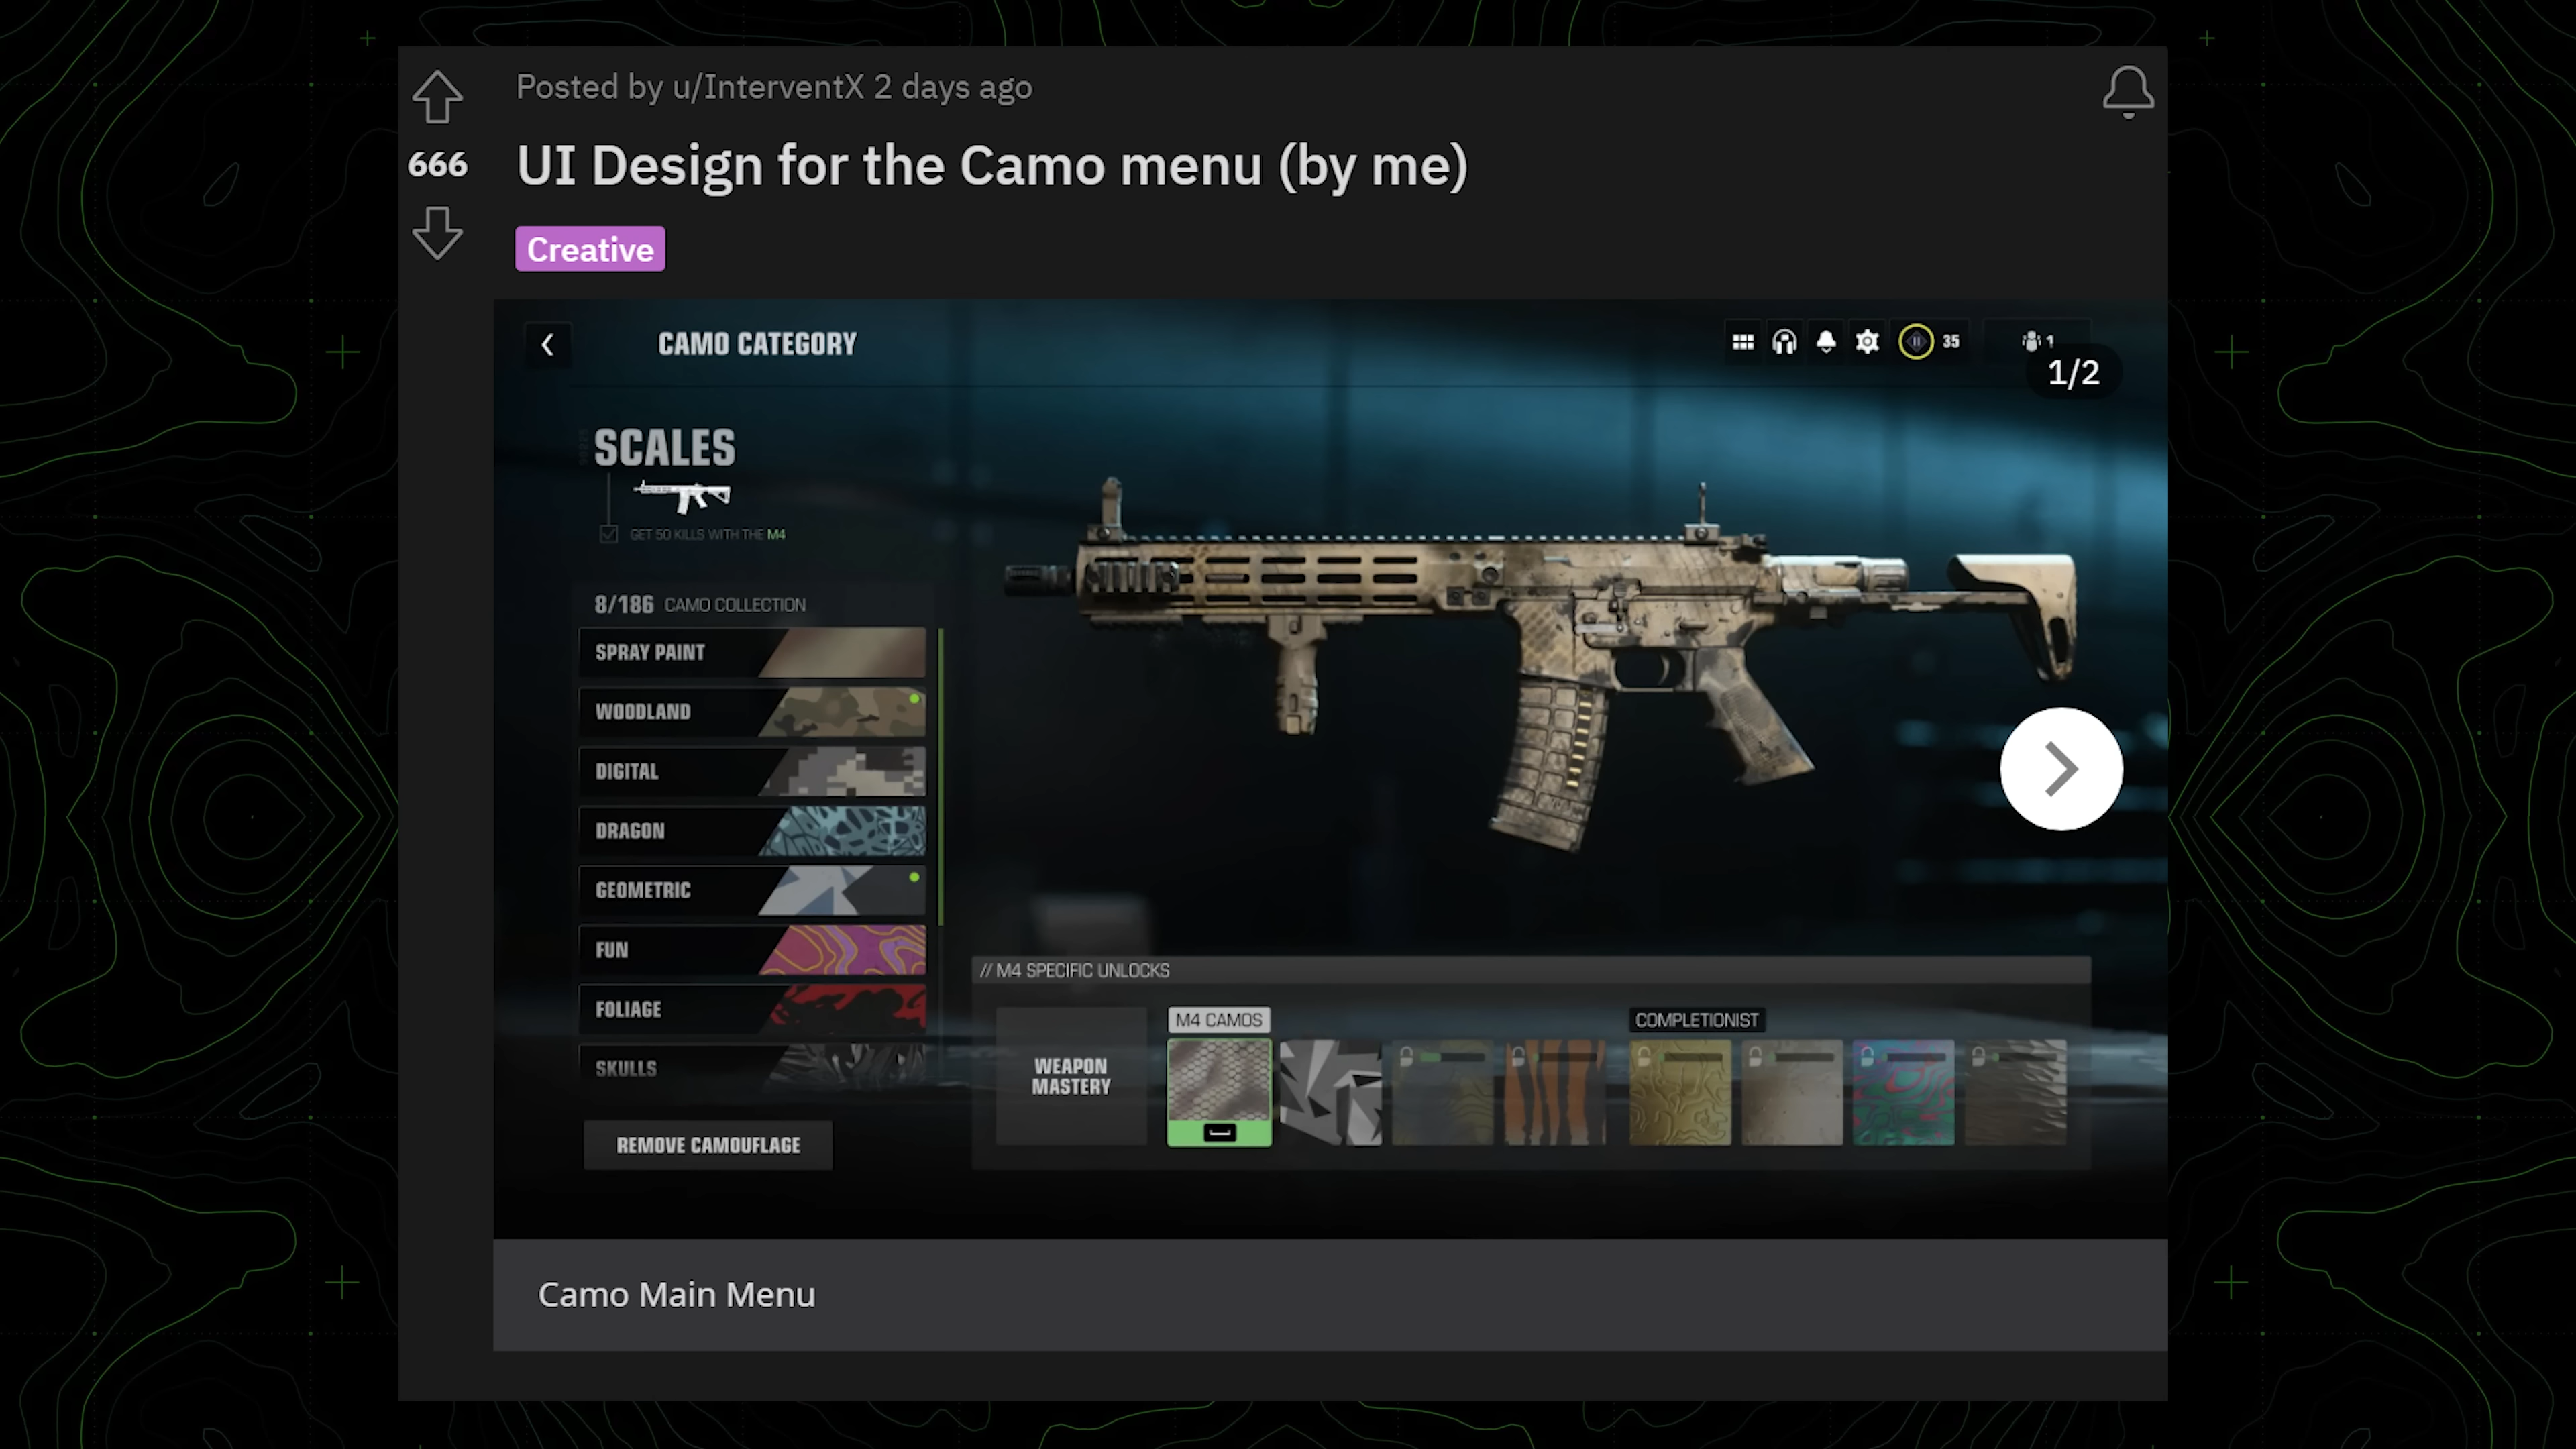 Posted by u/InterventX 2 days ago
666
UI Design for the Camo menu (by me)
Creative
CAMO CATEGORY
35
1
1/2
SCALES
GET 50 KILLS WITH THE M4
8/186 CAMO COLLECTION
SPRAY PAINT
WOODLAND
DIGITAL
DRAGON
GEOMETRIC
FUN
FOLIAGE
SKULLS
REMOVE CAMOUFLAGE
// M4 SPECIFIC UNLOCKS
WEAPON
MASTERY
M4 CAMOS
COMPLETIONIST
Camo Main Menu